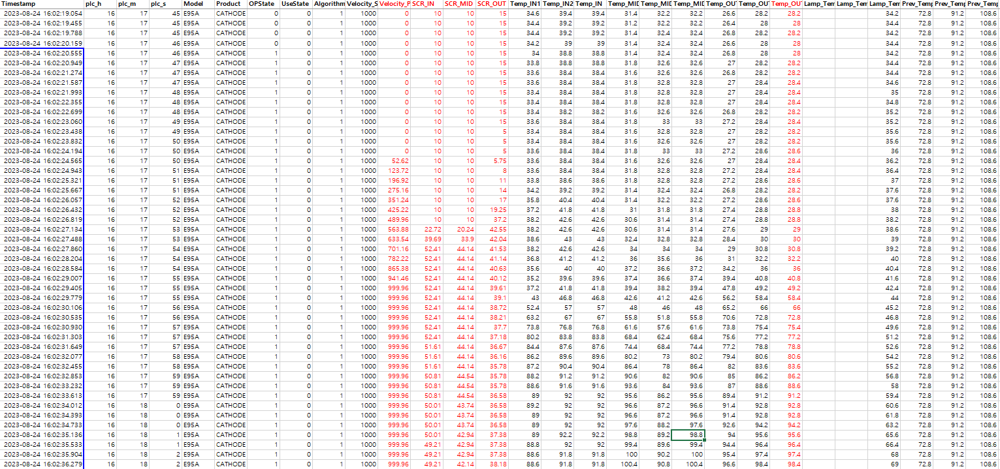 Timestamp plc_h plc_m plc_s Model Product OPState UseState Algorithm Velocity_S Velocity_P SCR_IN SCR_MID SCR_OUT Temp_IN1 Temp_IN2 Temp_IN Temp_MID Temp_MID Temp_MID Temp_OU Temp_OU Temp_OU Lamp_Tem Lamp_Tem Lamp_Tem Prev_Temp Prev_Temp Prev_Temp
2023-08-24 16:02:19.054 16 17 45 E95A CATHODE 0 0 1 1000 0 10 10 15 34.6 39.4 39.4 31.4 32.2 32.2 26.6 28.2 28.2 34.2 72.8 91.2 108.6
2023-08-24 16:02:19.455 16 17 45 E95A CATHODE 0 0 1 1000 0 10 10 15 34.4 39.2 39.2 31.2 32.2 32.2 26.4 28 28 34.4 72.8 91.2 108.6
2023-08-24 16:02:19.788 16 17 45 E95A CATHODE 0 0 1 1000 0 10 10 15 34.4 39.2 39.2 31.4 32.4 32.4 26.8 28.2 28.2 34.4 72.8 91.2 108.6
2023-08-24 16:02:20.159 16 17 46 E95A CATHODE 0 0 1 1000 0 10 10 15 34.2 39 39 31.4 32.4 32.4 26.6 28 28 34.4 72.8 91.2 108.6
2023-08-24 16:02:20.555 16 17 46 E95A CATHODE 1 0 1 1000 0 10 10 15 34 38.8 38.8 31.4 32.4 32.4 26.8 28 28 34.2 72.8 91.2 108.6
2023-08-24 16:02:20.949 16 17 47 E95A CATHODE 1 0 1 1000 0 10 10 15 33.8 38.8 38.8 31.8 32.6 32.6 27 28.2 28.2 34.4 72.8 91.2 108.6
2023-08-24 16:02:21.274 16 17 47 E95A CATHODE 1 0 1 1000 0 10 10 15 33.6 38.4 38.4 31.4 32.6 32.6 26.8 28.2 28.2 34.4 72.8 91.2 108.6
2023-08-24 16:02:21.587 16 17 47 E95A CATHODE 1 0 1 1000 0 10 10 15 33.6 38.4 38.4 31.8 32.8 32.8 27 28.2 28.4 34.6 72.8 91.2 108.6
2023-08-24 16:02:21.993 16 17 48 E95A CATHODE 1 0 1 1000 0 10 10 15 33.4 38.4 38.4 31.8 32.8 32.8 27 28.4 28.4 35 72.8 91.2 108.6
2023-08-24 16:02:22.355 16 17 48 E95A CATHODE 1 0 1 1000 0 10 10 15 33.4 38.4 38.4 31.8 32.8 32.8 27 28.4 28.4 34.8 72.8 91.2 108.6
2023-08-24 16:02:22.699 16 17 48 E95A CATHODE 1 0 1 1000 0 10 10 15 33.4 38.2 38.2 31.6 32.6 32.6 26.8 28.2 28.2 35.2 72.8 91.2 108.6
2023-08-24 16:02:23.060 16 17 49 E95A CATHODE 1 0 1 1000 0 10 10 15 33.6 38.4 38.4 31.8 33 33 27.2 28.4 28.4 35.2 72.8 91.2 108.6
2023-08-24 16:02:23.438 16 17 49 E95A CATHODE 1 0 1 1000 0 10 10 5 33.4 38.4 38.4 31.6 32.8 32.8 27 28.2 28.2 35.6 72.8 91.2 108.6
2023-08-24 16:02:23.832 16 17 50 E95A CATHODE 1 0 1 1000 0 10 10 5 33.4 38.4 38.4 31.6 32.6 32.6 27 28.2 28.2 35.6 72.8 91.2 108.6
2023-08-24 16:02:24.194 16 17 50 E95A CATHODE 1 0 1 1000 0 10 10 5 33.6 38.4 38.4 31.8 33 33 27.2 28.6 28.6 36 72.8 91.2 108.6
2023-08-24 16:02:24.565 16 17 50 E95A CATHODE 1 0 1 1000 52.62 10 10 5.75 33.6 38.4 38.4 31.6 32.6 32.6 27 28.4 28.4 36.2 72.8 91.2 108.6
2023-08-24 16:02:24.943 16 17 51 E95A CATHODE 1 0 1 1000 123.72 10 10 8 33.6 38.4 38.4 31.6 32.8 32.8 27.2 28.4 28.4 36.4 72.8 91.2 108.6
2023-08-24 16:02:25.321 16 17 51 E95A CATHODE 1 0 1 1000 196.92 10 10 11 33.8 38.6 38.6 31.8 32.8 32.8 27.2 28.6 28.6 37 72.8 91.2 108.6
2023-08-24 16:02:25.667 16 17 51 E95A CATHODE 1 0 1 1000 275.16 10 10 14 34.2 39.2 39.2 31.4 32.4 32.4 26.8 28.2 28.2 37.6 72.8 91.2 108.6
2023-08-24 16:02:26.057 16 17 52 E95A CATHODE 1 0 1 1000 351.24 10 10 17 35.8 40.4 40.4 31.4 32.2 32.2 27.2 28.6 28.6 37.6 72.8 91.2 108.6
2023-08-24 16:02:26.432 16 17 52 E95A CATHODE 1 0 1 1000 425.22 10 10 19.25 37.2 41.8 41.8 31 31.8 31.8 27.4 28.8 28.8 38 72.8 91.2 108.6
2023-08-24 16:02:26.819 16 17 52 E95A CATHODE 1 0 1 1000 489.96 10 10 37.2 38.2 42.6 42.6 30.6 31.4 31.4 27.4 28.8 28.8 38.2 72.8 91.2 108.6
2023-08-24 16:02:27.134 16 17 53 E95A CATHODE 1 0 1 1000 563.88 22.72 20.24 42.55 38.2 42.6 42.6 30.6 31.4 31.4 27.6 29 29 38.6 72.8 91.2 108.6
2023-08-24 16:02:27.488 16 17 53 E95A CATHODE 1 0 1 1000 633.54 39.69 33.9 42.04 38.6 43 43 32.4 32.8 32.8 28.4 30 30 39 72.8 91.2 108.6
2023-08-24 16:02:27.860 16 17 54 E95A CATHODE 1 0 1 1000 701.16 52.41 44.14 41.53 38.2 42.6 42.6 34 34 34 29 30.8 30.8 39.2 72.8 91.2 108.6
2023-08-24 16:02:28.204 16 17 54 E95A CATHODE 1 0 1 1000 782.22 52.41 44.14 41.14 36.8 41.2 41.2 36 35.6 36 31 32.2 32.2 40 72.8 91.2 108.6
2023-08-24 16:02:28.584 16 17 54 E95A CATHODE 1 0 1 1000 865.38 52.41 44.14 40.63 35.6 40 40 37.2 36.6 37.2 34.2 36 36 40.4 72.8 91.2 108.6
2023-08-24 16:02:29.007 16 17 55 E95A CATHODE 1 0 1 1000 941.46 52.41 44.14 40.12 35.2 39.6 39.6 37.4 36.6 37.4 39.4 40.8 40.8 41.6 72.8 91.2 108.6
2023-08-24 16:02:29.405 16 17 55 E95A CATHODE 1 0 1 1000 999.96 52.41 44.14 39.61 37.2 41.8 41.8 39.4 38.2 39.4 47.8 49.2 49.2 42.4 72.8 91.2 108.6
2023-08-24 16:02:29.779 16 17 55 E95A CATHODE 1 0 1 1000 999.96 52.41 44.14 39.1 43 46.8 46.8 42.6 41.2 42.6 56.2 58.4 58.4 44 72.8 91.2 108.6
2023-08-24 16:02:30.106 16 17 56 E95A CATHODE 1 0 1 1000 999.96 52.41 44.14 38.72 52.4 57 57 48 46 48 65.2 66 66 45.2 72.8 91.2 108.6
2023-08-24 16:02:30.535 16 17 56 E95A CATHODE 1 0 1 1000 999.96 52.41 44.14 38.21 63.2 67 67 55.8 51.8 55.8 70.6 72.8 72.8 46.8 72.8 91.2 108.6
2023-08-24 16:02:30.930 16 17 57 E95A CATHODE 1 0 1 1000 999.96 52.41 44.14 37.7 73.8 76.8 76.8 61.6 57.6 61.6 73.8 75.4 75.4 49.6 72.8 91.2 108.6
2023-08-24 16:02:31.303 16 17 57 E95A CATHODE 1 0 1 1000 999.96 52.41 44.14 37.18 80.2 83.8 83.8 68.4 62.4 68.4 75.6 77.2 77.2 51.2 72.8 91.2 108.6
2023-08-24 16:02:31.649 16 17 57 E95A CATHODE 1 0 1 1000 999.96 51.61 44.14 36.67 84.4 87.6 87.6 74.4 68.4 74.4 77.2 78.8 78.8 52.6 72.8 91.2 108.6
2023-08-24 16:02:32.077 16 17 58 E95A CATHODE 1 0 1 1000 999.96 51.61 44.14 36.16 86.2 89.6 89.6 80.2 73 80.2 79.4 80.6 80.6 54.2 72.8 91.2 108.6
2023-08-24 16:02:32.455 16 17 58 E95A CATHODE 1 0 1 1000 999.96 51.61 44.14 35.78 87.2 90.4 90.4 86.4 78 86.4 82 83.6 83.6 55.2 72.8 91.2 108.6
2023-08-24 16:02:32.853 16 17 59 E95A CATHODE 1 0 1 1000 999.96 50.81 44.54 35.78 88.2 91.2 91.2 90.6 82 90.6 85 86.2 86.2 56.8 72.8 91.2 108.6
2023-08-24 16:02:33.232 16 17 59 E95A CATHODE 1 0 1 1000 999.96 50.81 44.54 35.78 88.6 91.6 91.6 93.6 84 93.6 87 88.6 88.6 58 72.8 91.2 108.6
2023-08-24 16:02:33.613 16 17 59 E95A CATHODE 1 0 1 1000 999.96 50.81 44.54 36.58 89 92 92 95.6 86.2 95.6 89.4 91.2 91.2 59.4 72.8 91.2 108.6
2023-08-24 16:02:34.012 16 18 0 E95A CATHODE 1 0 1 1000 999.96 50.01 43.74 36.58 89.2 92 92 96.6 87.2 96.6 91.4 92.8 92.8 60.6 72.8 91.2 108.6
2023-08-24 16:02:34.393 16 18 0 E95A CATHODE 1 0 1 1000 999.96 50.01 43.74 36.58 89 92 92 96.6 87.2 96.6 91.4 92.8 92.8 61.8 72.8 91.2 108.6
2023-08-24 16:02:34.733 16 18 0 E95A CATHODE 1 0 1 1000 999.96 50.01 43.74 36.58 89 92 92 97.6 88.2 97.6 92.6 94.2 94.2 63.2 72.8 91.2 108.6
2023-08-24 16:02:35.136 16 18 1 E95A CATHODE 1 0 1 1000 999.96 50.01 42.94 37.38 89 92.2 92.2 98.8 89.2 98.8 94 95.6 95.6 65.6 72.8 91.2 108.6
2023-08-24 16:02:35.533 16 18 1 E95A CATHODE 1 0 1 1000 999.96 49.21 42.94 37.38 88.8 92 92 99.4 89.6 99.4 94.4 96.4 96.4 66.4 72.8 91.2 108.6
2023-08-24 16:02:35.904 16 18 2 E95A CATHODE 1 0 1 1000 999.96 49.21 42.94 37.38 88.6 91.8 91.8 100 90.2 100 95.4 97.4 97.4 68 72.8 91.2 108.6
2023-08-24 16:02:36.279 16 18 2 E95A CATHODE 1 0 1 1000 999.96 49.21 42.14 38.18 88.6 91.8 91.8 100.4 90.8 100.4 96.6 98.4 98.4 69 72.8 91.2 108.6